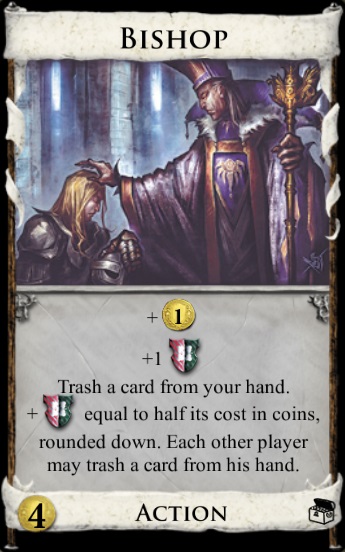 BISHOP
+ 1
+1
Trash a card from your hand.
+ equal to half its cost in coins,
rounded down. Each other player
may trash a card from his hand.
4 ACTION